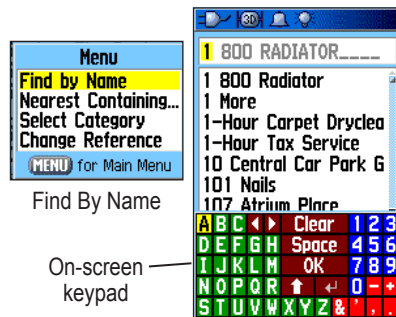 Menu
Find by Name
Nearest Containing...
Select Category
Change Reference
MENU for Main Menu
Find By Name
On-screen
keypad
3D
1 800 RADIATOR____
1 800 Radiator
1 More
1-Hour Carpet Dryclea
1-Hour Tax Service
10 Central Car Park G
101 Nails
107 Atrium Place
A B C Clear 1 2 3
D E F G H Space 4 5 6
I J K L M OK 7 8 9
N O P Q R 0 - +
S T U V W X Y Z & ' , .